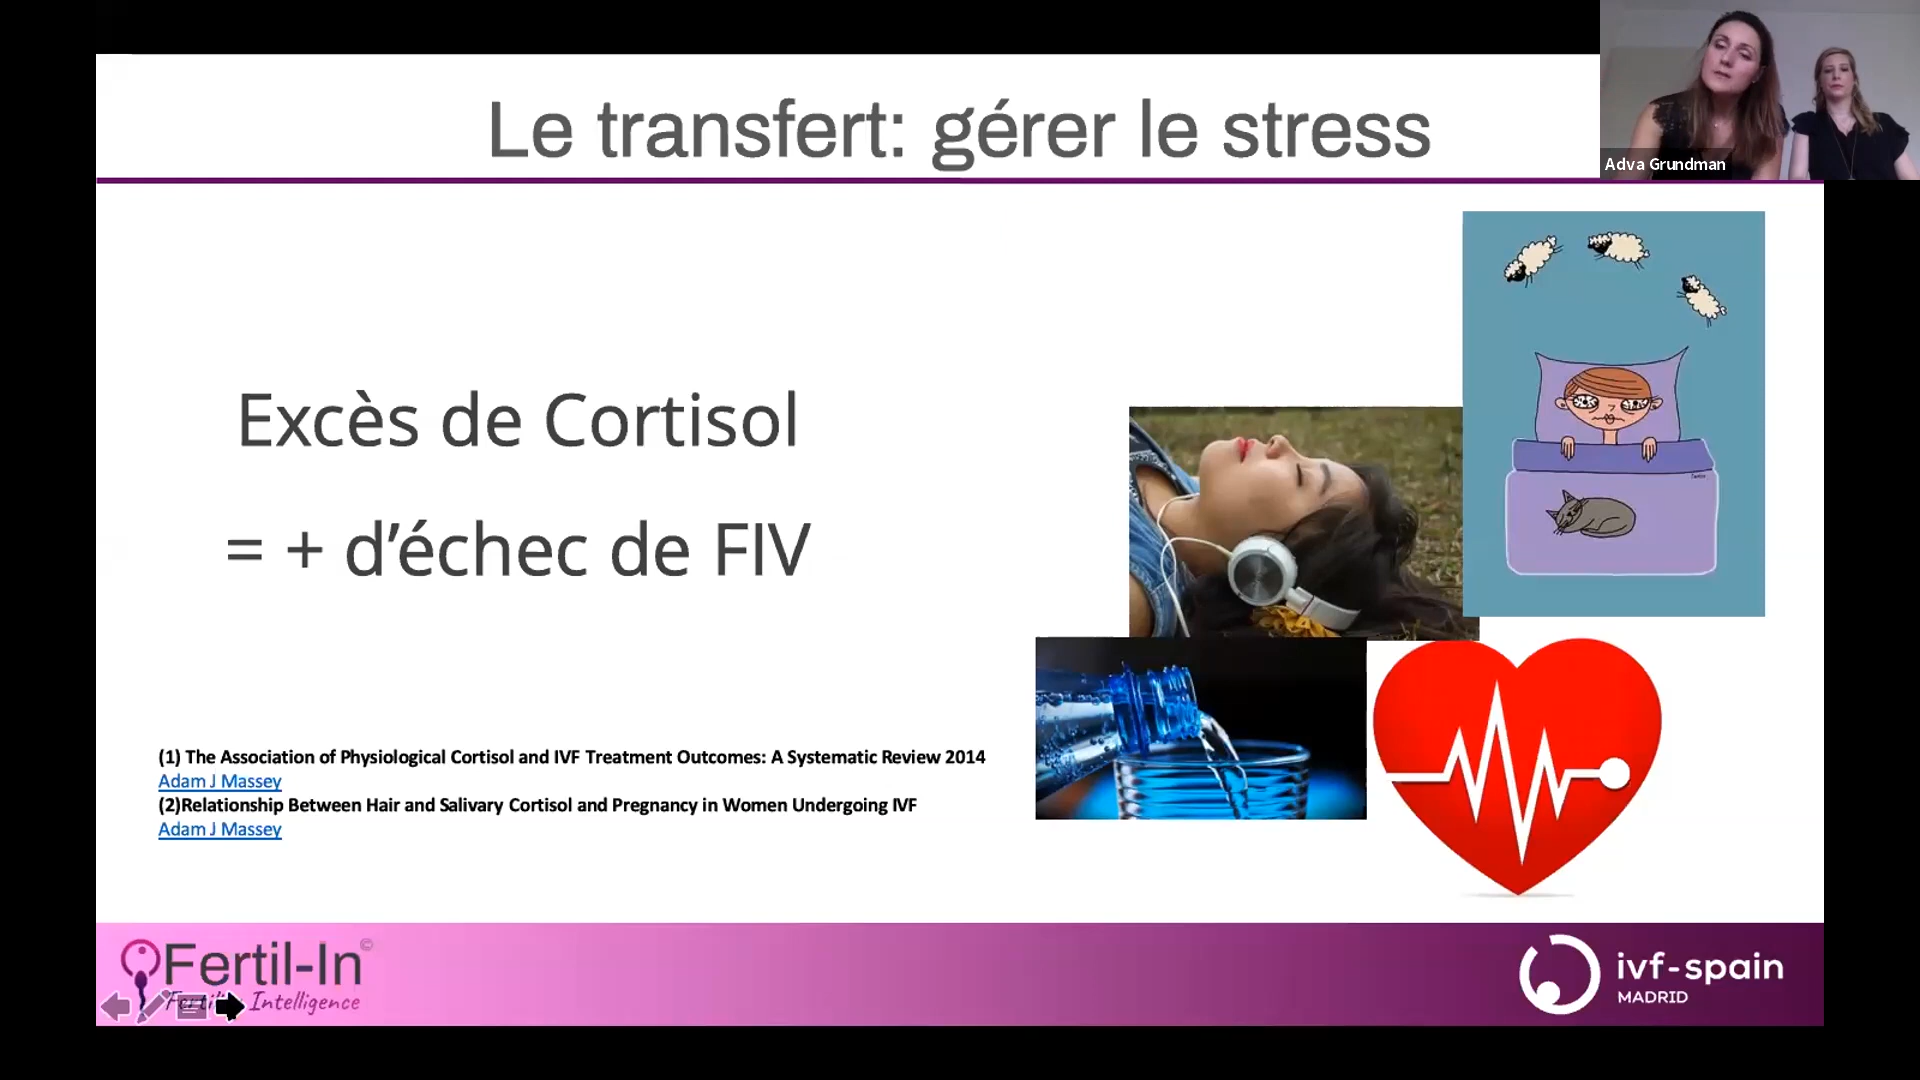 Le transfert: gérer le stress
Adva Grundman
Excès de Cortisol
= + d’échec de FIV
(1) The Association of Physiological Cortisol and IVF Treatment Outcomes: A Systematic Review 2014
Adam J Massey
(2)Relationship Between Hair and Salivary Cortisol and Pregnancy in Women Undergoing IVF
Adam J Massey
Fertil-In©
Intelligence
ivf-spain
MADRID